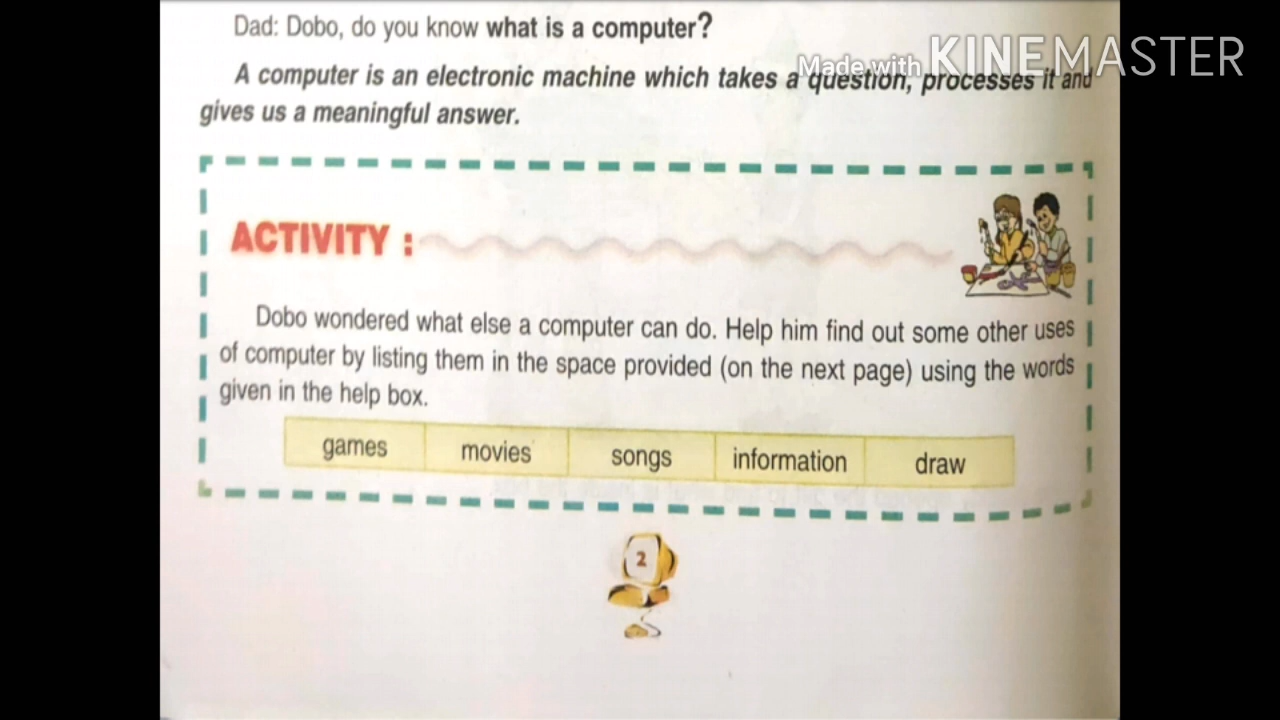 Dad: Dobo, do you know what is a computer?
Made with KINEMASTER
A computer is an electronic machine which takes a question, processes it and
gives us a meaningful answer.
ACTIVITY :
Dobo wondered what else a computer can do. Help him find out some other uses
of computer by listing them in the space provided (on the next page) using the words
given in the help box.
games movies songs information draw
2